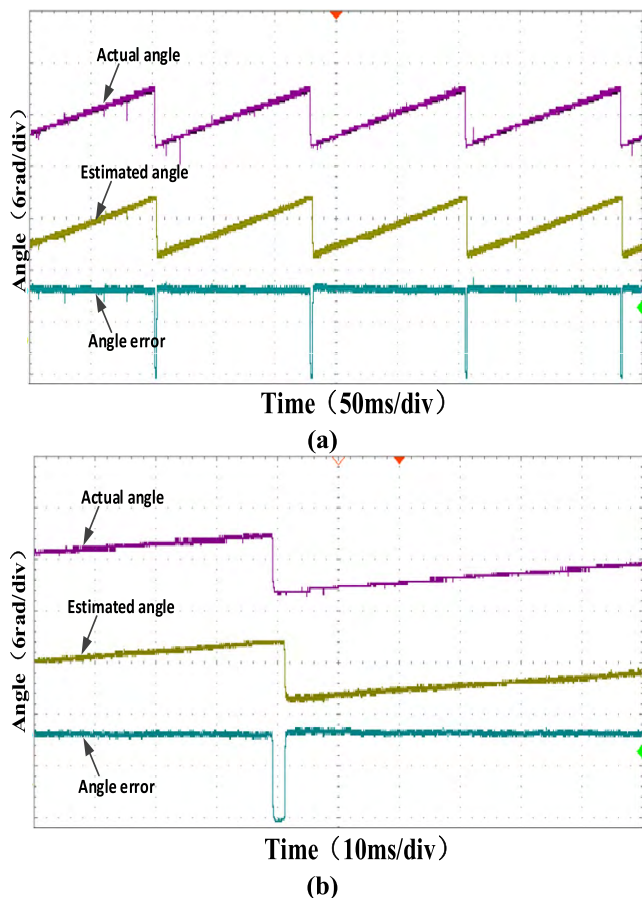 Actual angle
Estimated angle
Angle error
Angle（6rad/div）
Time（50ms/div）
(a)
Actual angle
Estimated angle
Angle error
Angle（6rad/div）
Time（10ms/div）
(b)